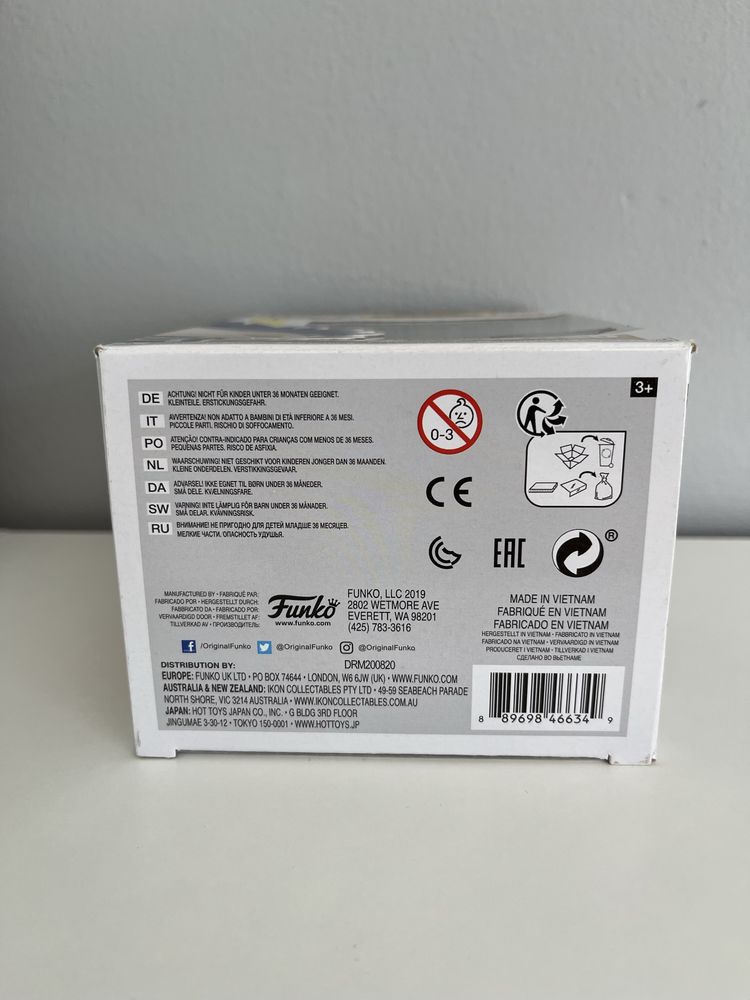 3+
DE ACHTUNG! NICHT FÜR KINDER UNTER 36 MONATEN GEEIGNET.
KLEINTEILE. ERSTICKUNGSGEFAHR.
IT AVVERTENZA! NON ADATTO A BAMBINI DI ETÀ INFERIORE A 36 MESI.
PICCOLE PARTI. RISCHIO DI SOFFOCAMENTO.
PO ATENÇÃO! CONTRA-INDICADO PARA CRIANÇAS COM MENOS DE 36 MESES.
PEQUENAS PARTES. RISCO DE ASFIXIA.
NL WAARSCHUWING! NIET GESCHIKT VOOR KINDEREN JONGER DAN 36 MAANDEN.
KLEINE ONDERDELEN. VERSTIKKINGSGEVAAR.
DA ADVARSEL! IKKE EGNET TIL BØRN UNDER 36 MÅNEDER.
SMÅ DELE. KVÆLNINGSFARE.
SW VARNING! INTE LÄMPLIG FÖR BARN UNDER 36 MÅNADER.
SMÅ DELAR. KVÄVNINGSRISK.
RU ВНИМАНИЕ! НЕ ПРИГОДНО ДЛЯ ДЕТЕЙ МЛАДШЕ 36 МЕСЯЦЕВ.
МЕЛКИЕ ЧАСТИ. ОПАСНОСТЬ УДУШЬЯ.
0-3
CE
EAC
®
MANUFACTURED BY • FABRIQUÉ PAR:
FABRICADO POR • HERGESTELLT DURCH:
FABBRICATO DA • FABRICADO POR:
VERVAARDIGD DOOR • FREMSTILLET AF:
TILLVERKAD AV • ПРОИЗВОДИТЕЛЬ:
Funko
www.funko.com
FUNKO, LLC 2019
2802 WETMORE AVE
EVERETT, WA 98201
(425) 783-3616
/OriginalFunko @OriginalFunko @OriginalFunko
MADE IN VIETNAM
FABRIQUÉ EN VIETNAM
FABRICADO EN VIETNAM
HERGESTELLT IN VIETNAM • FABBRICATO IN VIETNAM
FABRICADO NA VIETNAM • VERVAARDIGD IN VIETNAM
PRODUCERET I VIETNAM • TILLVERKAD I VIETNAM
СДЕЛАНО ВО ВЬЕТНАМЕ
DISTRIBUTION BY: DRM200820
EUROPE: FUNKO UK LTD • PO BOX 74644 • LONDON, W6 6JW (UK) • WWW.FUNKO.COM
AUSTRALIA & NEW ZEALAND: IKON COLLECTABLES PTY LTD • 49-59 SEABEACH PARADE
NORTH SHORE, VIC 3214 AUSTRALIA • WWW.IKONCOLLECTABLES.COM.AU
JAPAN: HOT TOYS JAPAN CO., INC. • G BLDG 3RD FLOOR
JINGUMAE 3-30-12 • TOKYO 150-0001 • WWW.HOTTOYS.JP
8 89698 46634 9